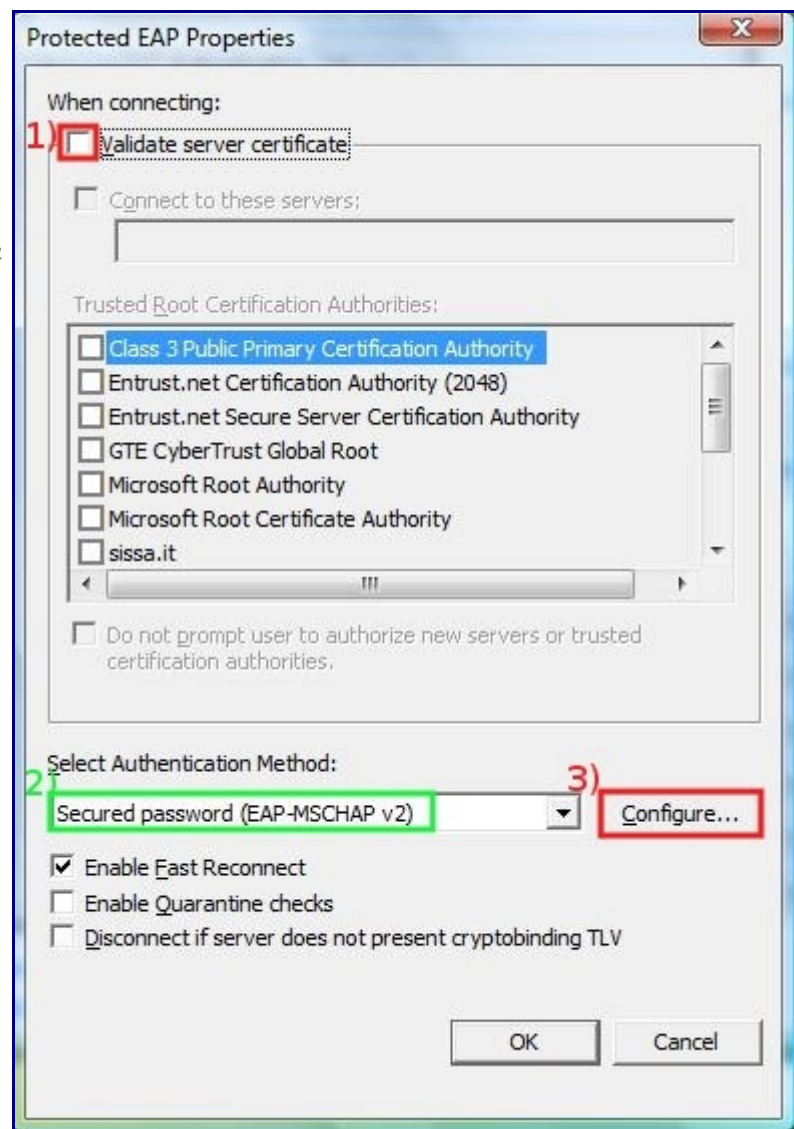 Protected EAP Properties
When connecting:
1) Validate server certificate
Connect to these servers:
Trusted Root Certification Authorities:
Class 3 Public Primary Certification Authority
Entrust.net Certification Authority (2048)
Entrust.net Secure Server Certification Authority
GTE CyberTrust Global Root
Microsoft Root Authority
Microsoft Root Certificate Authority
sissa.it
Do not prompt user to authorize new servers or trusted
certification authorities.
Select Authentication Method:
2) Secured password (EAP-MSCHAP v2) 3) Configure...
Enable Fast Reconnect
Enable Quarantine checks
Disconnect if server does not present cryptobinding TLV
OK Cancel